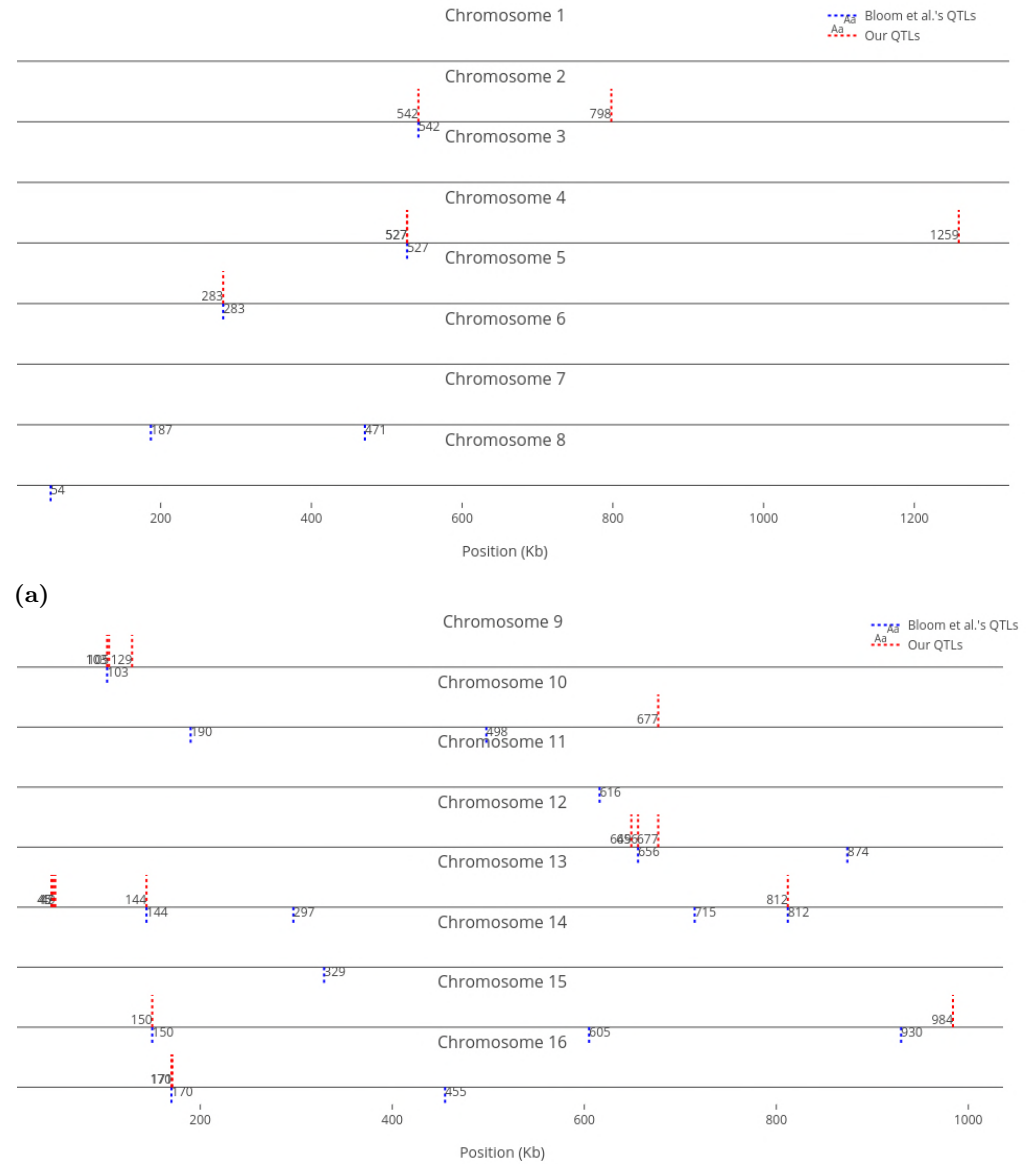 Chromosome 1
Aa Aa Bloom et al.'s QTLs
Our QTLs
Chromosome 2
542 798
542
Chromosome 3
Chromosome 4
527 1259
527
Chromosome 5
283
283
Chromosome 6
Chromosome 7
187 471
Chromosome 8
54
200 400 600 800 1000 1200
Position (Kb)
(a)
Chromosome 9
Aa Aa Bloom et al.'s QTLs
Our QTLs
129
103
Chromosome 10
677
190 498
Chromosome 11
616
Chromosome 12
677
656 874
Chromosome 13
144 812
144 297 715 812
Chromosome 14
329
Chromosome 15
150 984
150 605 930
Chromosome 16
170 455
200 400 600 800 1000
Position (Kb)